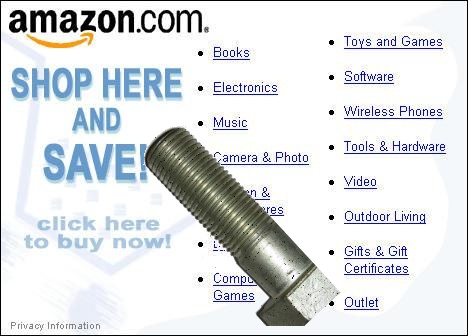 amazon.com.
SHOP HERE
AND
SAVE!
click here
to buy now!
Books
Electronics
Music
Camera & Photo
&
Games
Toys and Games
Software
Wireless Phones
Tools & Hardware
Video
Outdoor Living
Gifts & Gift
Certificates
Outlet
Privacy Information